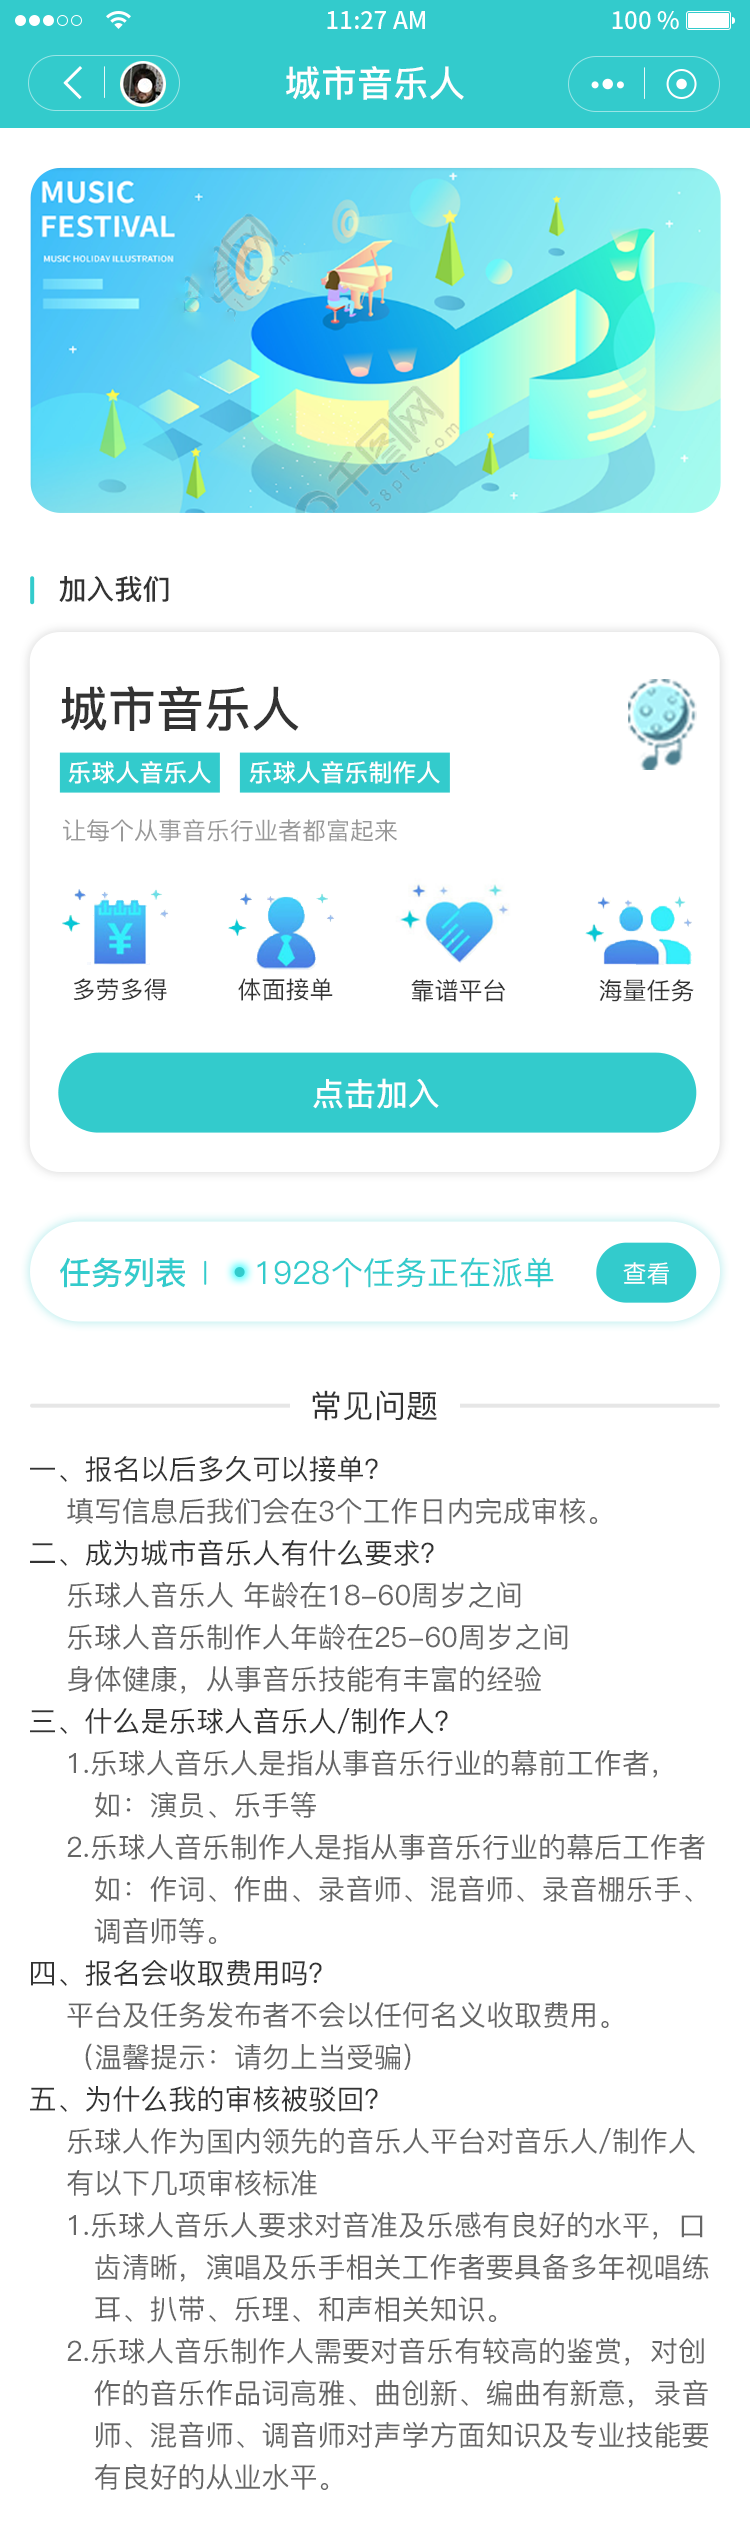 11:27 AM
100 %
城市音乐人
MUSIC
FESTIVAL
MUSIC HOLIDAY ILLUSTRATION
千图网
58pic.com
加入我们
城市音乐人
乐球人音乐人 乐球人音乐制作人
让每个从事音乐行业者都富起来
¥
多劳多得 体面接单 靠谱平台 海量任务
点击加入
任务列表 | 1928个任务正在派单 查看
常见问题
一、报名以后多久可以接单?
填写信息后我们会在3个工作日内完成审核。
二、成为城市音乐人有什么要求?
乐球人音乐人 年龄在18-60周岁之间
乐球人音乐制作人年龄在25-60周岁之间
身体健康，从事音乐技能有丰富的经验
三、什么是乐球人音乐人/制作人?
1.乐球人音乐人是指从事音乐行业的幕前工作者，
如：演员、乐手等
2.乐球人音乐制作人是指从事音乐行业的幕后工作者
如：作词、作曲、录音师、混音师、录音棚乐手、
调音师等。
四、报名会收取费用吗?
平台及任务发布者不会以任何名义收取费用。
（温馨提示：请勿上当受骗）
五、为什么我的审核被驳回?
乐球人作为国内领先的音乐人平台对音乐人/制作人
有以下几项审核标准
1.乐球人音乐人要求对音准及乐感有良好的水平，口
齿清晰，演唱及乐手相关工作者要具备多年视唱练
耳、扒带、乐理、和声相关知识。
2.乐球人音乐制作人需要对音乐有较高的鉴赏，对创
作的音乐作品词高雅、曲创新、编曲有新意，录音
师、混音师、调音师对声学方面知识及专业技能要
有良好的从业水平。